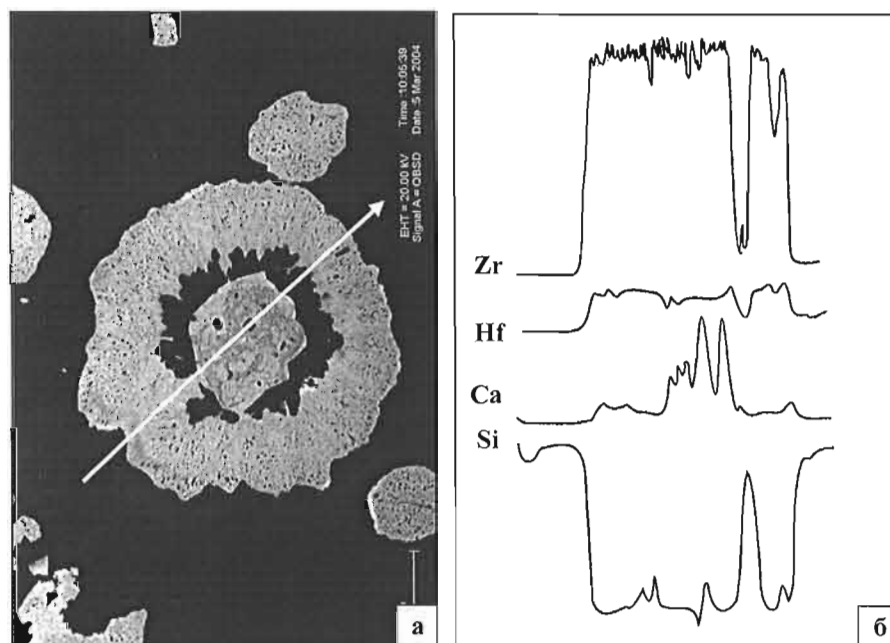 Time :10:05:39
Date :5 Mar 2004
EHT = 20.00 kV
Signal A = QBSD
Zr
Hf
Ca
Si
а
б